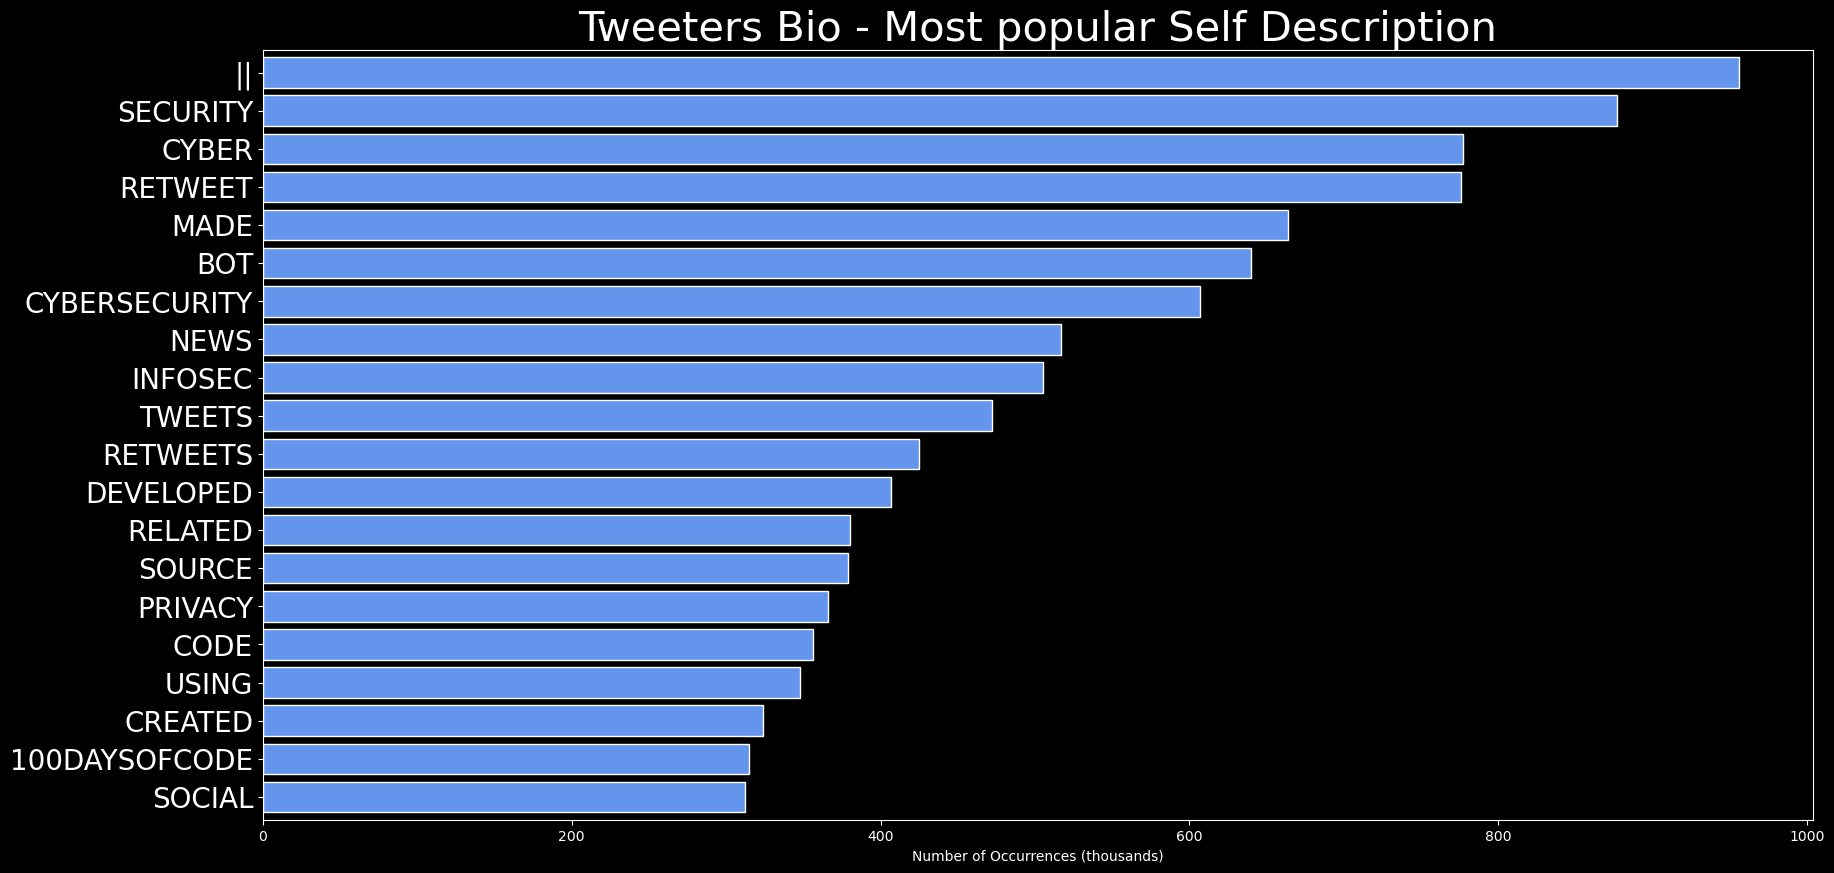 Tweeters Bio - Most popular Self Description
||
SECURITY
CYBER
RETWEET
MADE
BOT
CYBERSECURITY
NEWS
INFOSEC
TWEETS
RETWEETS
DEVELOPED
RELATED
SOURCE
PRIVACY
CODE
USING
CREATED
100DAYSOFCODE
SOCIAL
0 200 400 600 800 1000
Number of Occurrences (thousands)